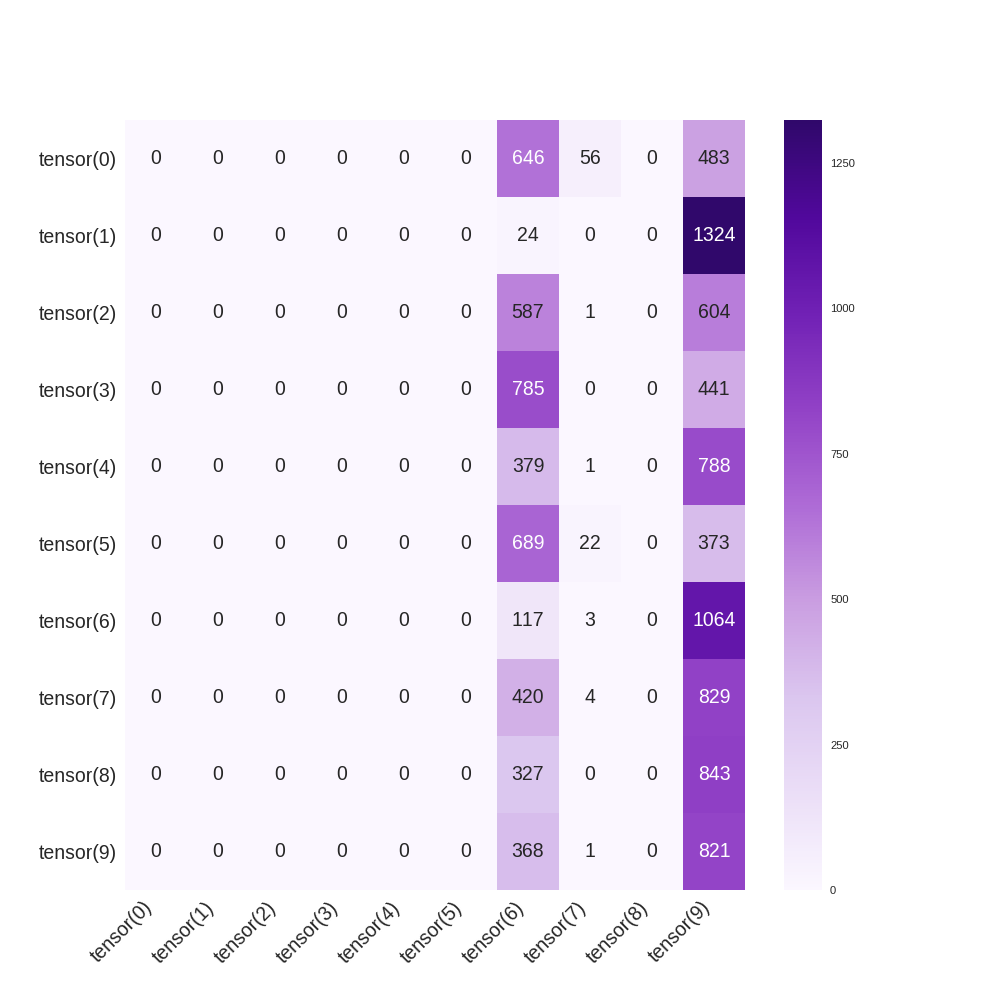 tensor(0) 0 0 0 0 0 0 646 56 0 483
tensor(1) 0 0 0 0 0 0 24 0 0 1324
tensor(2) 0 0 0 0 0 0 587 1 0 604
tensor(3) 0 0 0 0 0 0 785 0 0 441
tensor(4) 0 0 0 0 0 0 379 1 0 788
tensor(5) 0 0 0 0 0 0 689 22 0 373
tensor(6) 0 0 0 0 0 0 117 3 0 1064
tensor(7) 0 0 0 0 0 0 420 4 0 829
tensor(8) 0 0 0 0 0 0 327 0 0 843
tensor(9) 0 0 0 0 0 0 368 1 0 821
tensor(0) tensor(1) tensor(2) tensor(3) tensor(4) tensor(5) tensor(6) tensor(7) tensor(8) tensor(9)
1250
1000
750
500
250
0